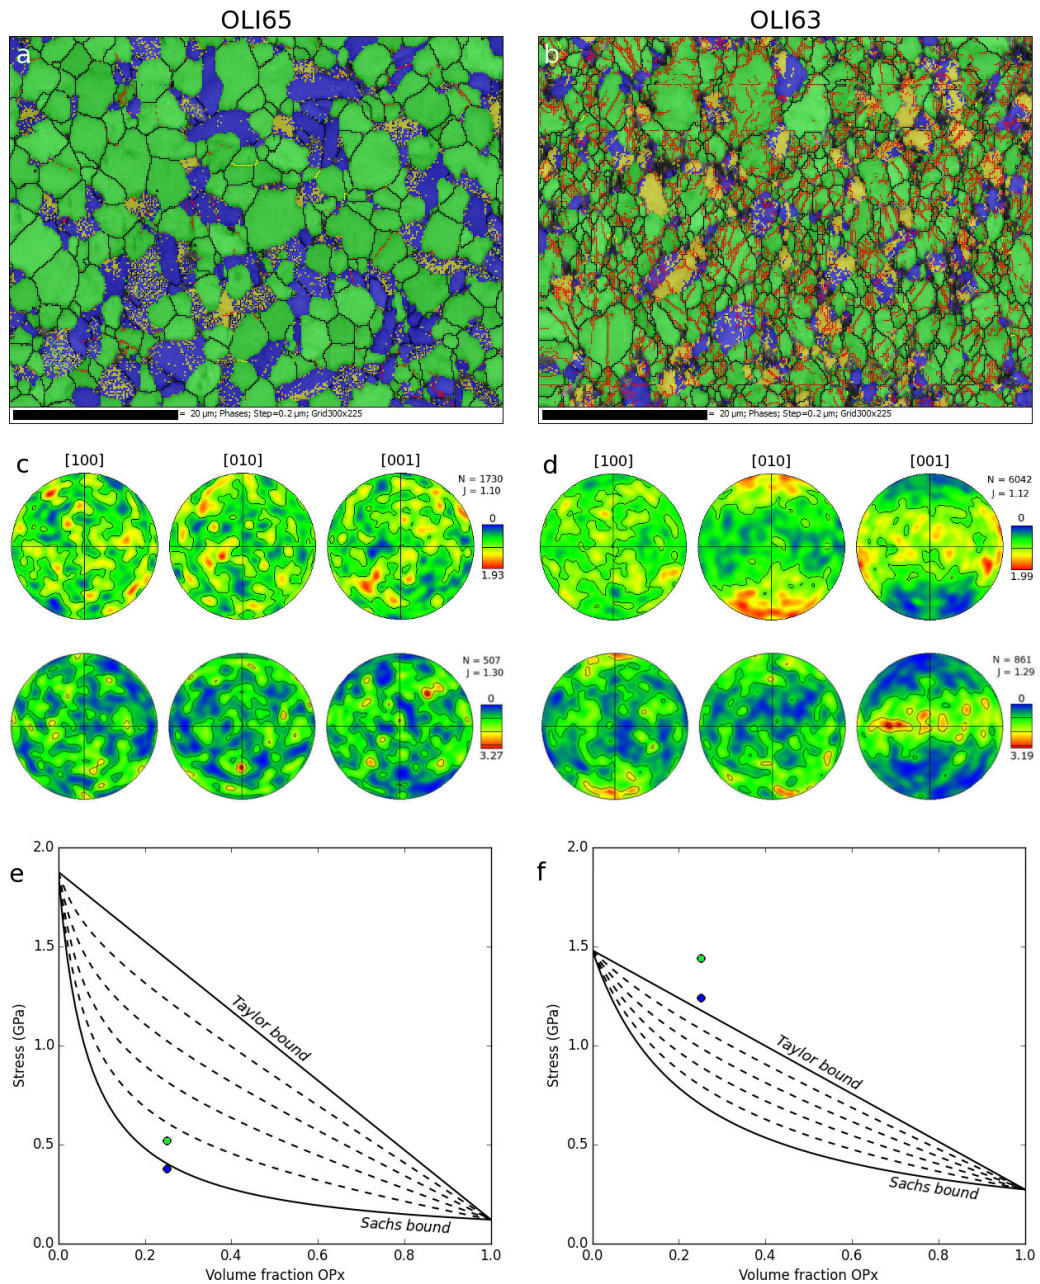 OLI65
OLI63
a
b
= 20 µm; Phases; Step=0.2 µm; Grid300x225
= 20 µm; Phases; Step=0.2 µm; Grid300x225
c
[100]
[010]
[001]
N = 1730
J = 1.10
0
1.93
N = 507
J = 1.30
0
3.27
d
[100]
[010]
[001]
N = 6042
J = 1.12
0
1.99
N = 861
J = 1.29
0
3.19
e
2.0
1.5
1.0
0.5
0.0
Stress (GPa)
Taylor bound
Sachs bound
0.0 0.2 0.4 0.6 0.8 1.0
Volume fraction OPx
f
2.0
1.5
1.0
0.5
0.0
Stress (GPa)
Taylor bound
Sachs bound
0.0 0.2 0.4 0.6 0.8 1.0
Volume fraction OPx